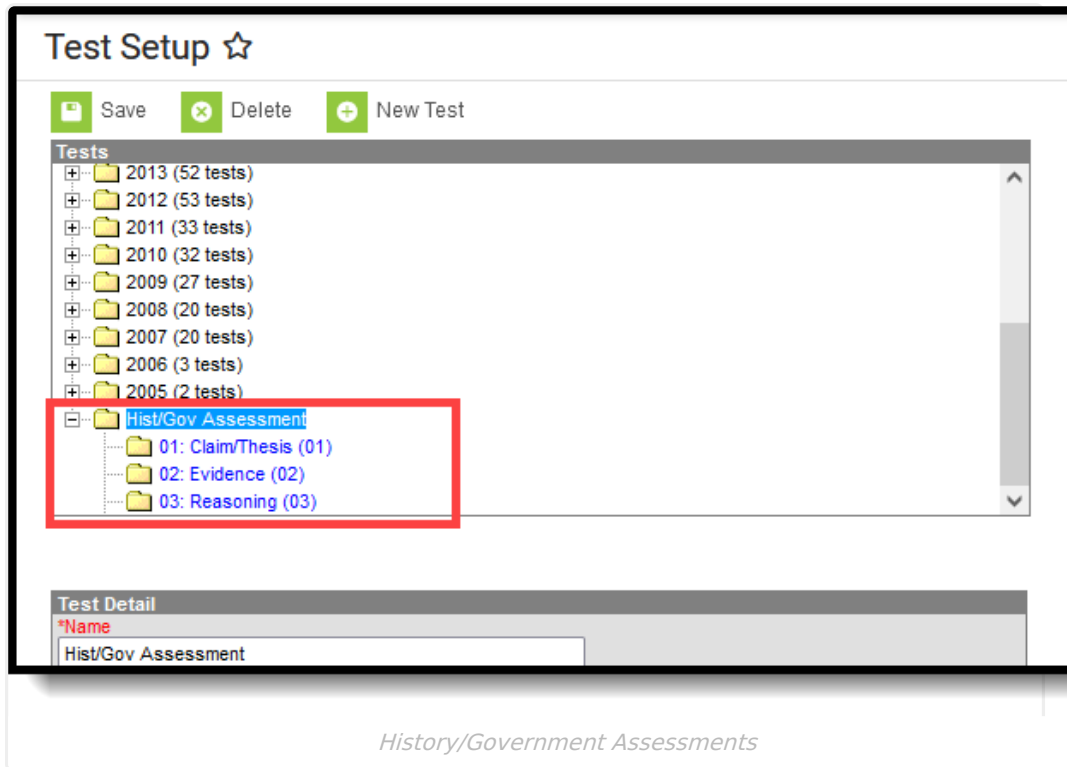 Test Setup
Save Delete New Test
Tests
2013 (52 tests)
2012 (53 tests)
2011 (33 tests)
2010 (32 tests)
2009 (27 tests)
2008 (20 tests)
2007 (20 tests)
2006 (3 tests)
2005 (2 tests)
Hist/Gov Assessment
01: Claim/Thesis (01)
02: Evidence (02)
03: Reasoning (03)
Test Detail
*Name
Hist/Gov Assessment
History/Government Assessments